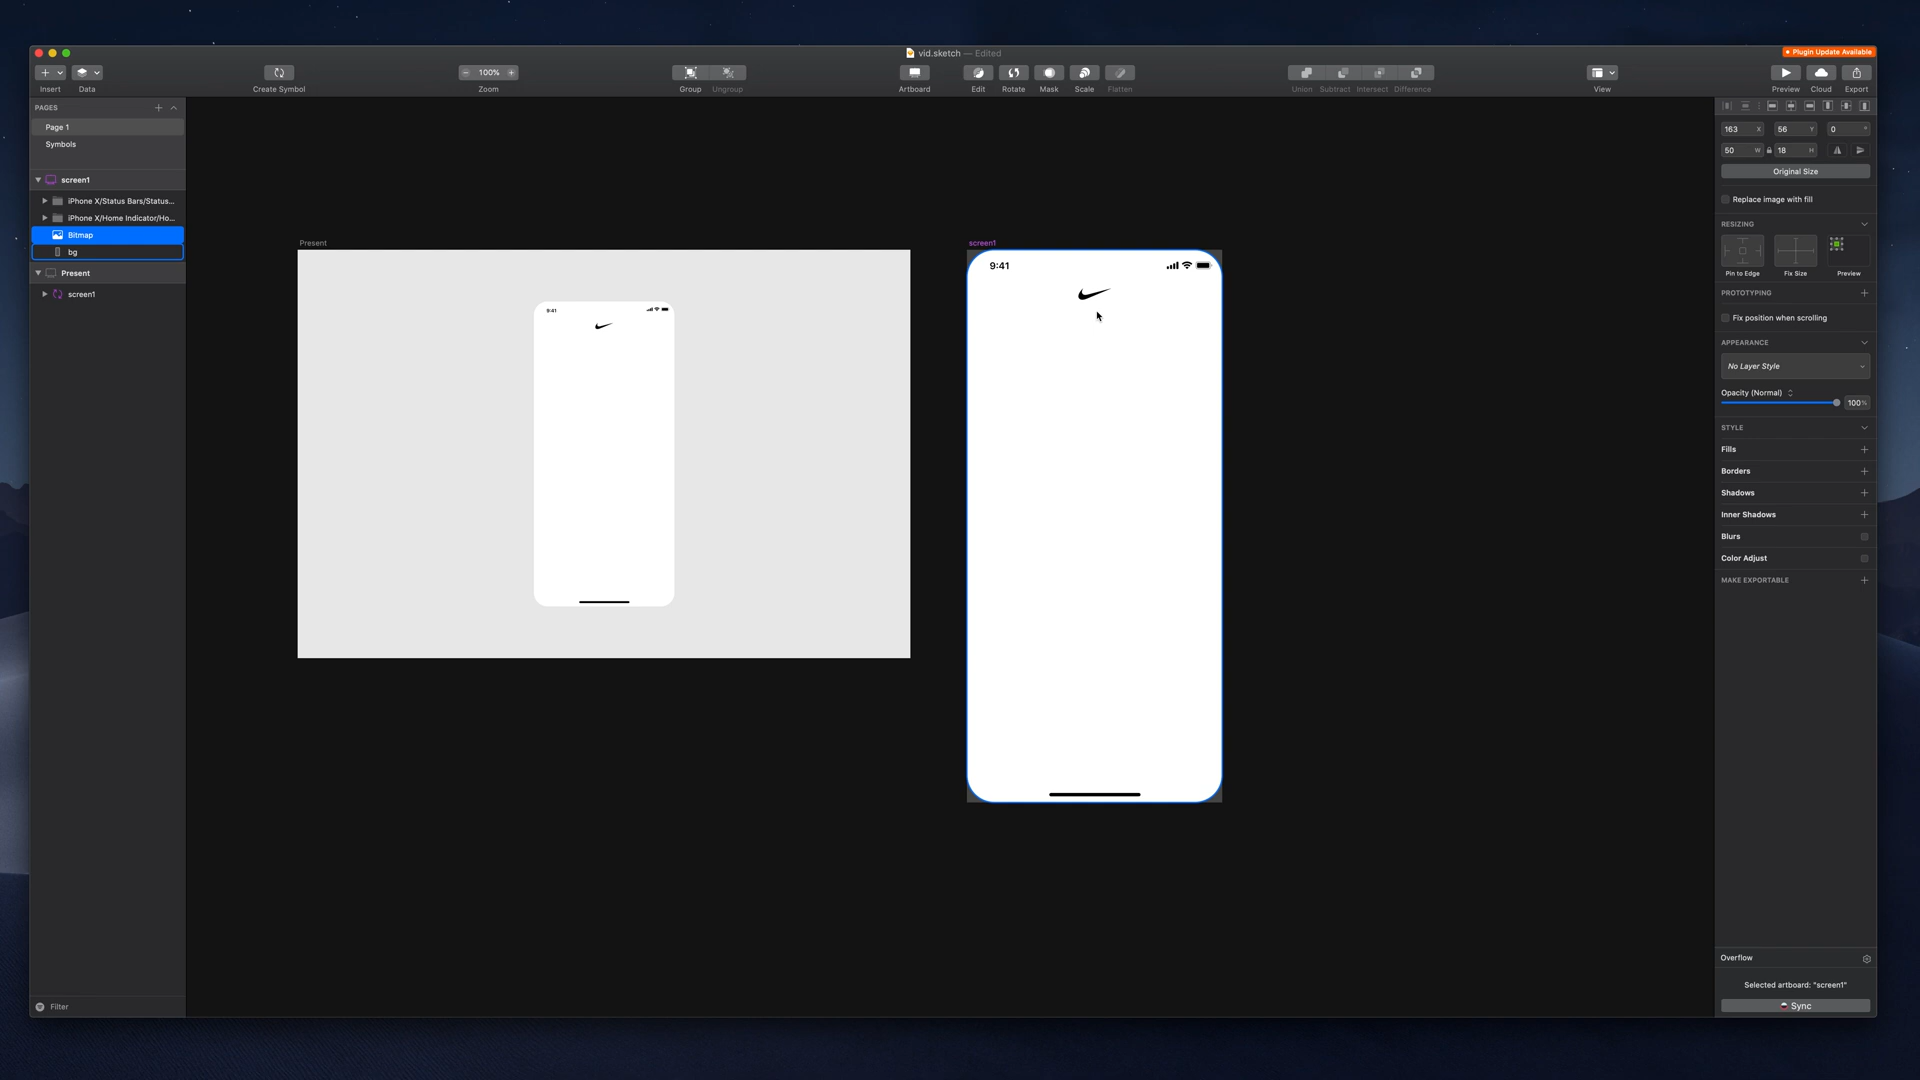 vid.sketch — Edited
Plugin Update Available
100%
Insert
Data
Create Symbol
Zoom
Group
Ungroup
Artboard
Edit
Rotate
Mask
Scale
Flatten
Union
Subtract
Intersect
Difference
View
Preview
Cloud
Export
PAGES
Page 1
Symbols
screen1
iPhone X/Status Bars/Status...
iPhone X/Home Indicator/Ho...
Bitmap
bg
Present
screen1
Filter
Present
9:41
screen1
9:41
163 X
56 Y
0 °
50 W
18 H
Original Size
Replace image with fill
RESIZING
Pin to Edge
Fix Size
Preview
PROTOTYPING
Fix position when scrolling
APPEARANCE
No Layer Style
Opacity (Normal)
100%
STYLE
Fills
Borders
Shadows
Inner Shadows
Blurs
Color Adjust
MAKE EXPORTABLE
Overflow
Selected artboard: "screen1"
Sync